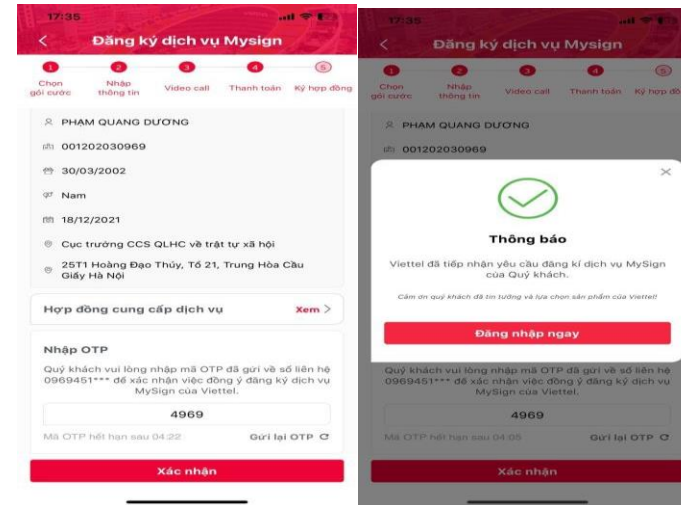 17:35
Đăng ký dịch vụ Mysign
1 2 3 4 5
Chọn gói cước
Nhập thông tin
Video call
Thanh toán
Ký hợp đồng
PHẠM QUANG DƯƠNG
001202030969
30/03/2002
Nam
18/12/2021
Cục trưởng CCS QLHC về trật tự xã hội
25T1 Hoàng Đạo Thúy, Tổ 21, Trung Hòa Cầu
Giấy Hà Nội
Hợp đồng cung cấp dịch vụ Xem
Nhập OTP
Quý khách vui lòng nhập mã OTP đã gửi về số liên hệ
0969451*** để xác nhận việc đồng ý đăng ký dịch vụ
MySign của Viettel.
4969
Mã OTP hết hạn sau 04:22 Gửi lại OTP
Xác nhận
17:35
Đăng ký dịch vụ Mysign
1 2 3 4 5
Chọn gói cước
Nhập thông tin
Video call
Thanh toán
Ký hợp đồ
PHẠM QUANG DƯƠNG
001202030969
Thông báo
Viettel đã tiếp nhận yêu cầu đăng kí dịch vụ MySign
của Quý khách.
Cảm ơn quý khách đã tin tưởng và lựa chọn sản phẩm của Viettel!
Đăng nhập ngay
Quý khách vui lòng nhập mã OTP đã gửi về số liên hệ
0969451*** để xác nhận việc đồng ý đăng ký dịch vụ
MySign của Viettel.
4969
Mã OTP hết hạn sau 04:05 Gửi lại OTP
Xác nhận